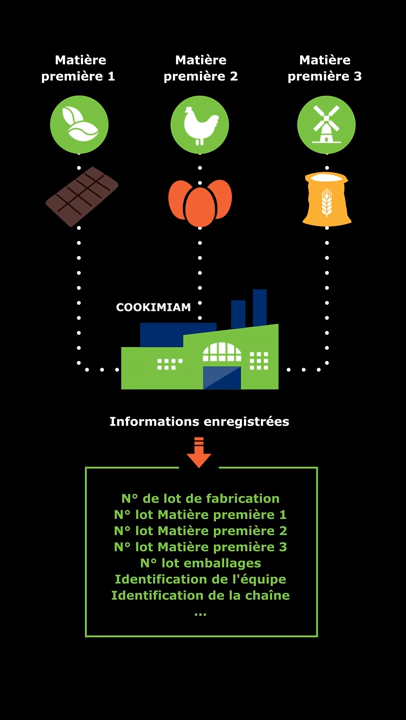 Matière
première 1
Matière
première 2
Matière
première 3
COOKIMIAM
Informations enregistrées
N° de lot de fabrication
N° lot Matière première 1
N° lot Matière première 2
N° lot Matière première 3
N° lot emballages
Identification de l'équipe
Identification de la chaîne
...